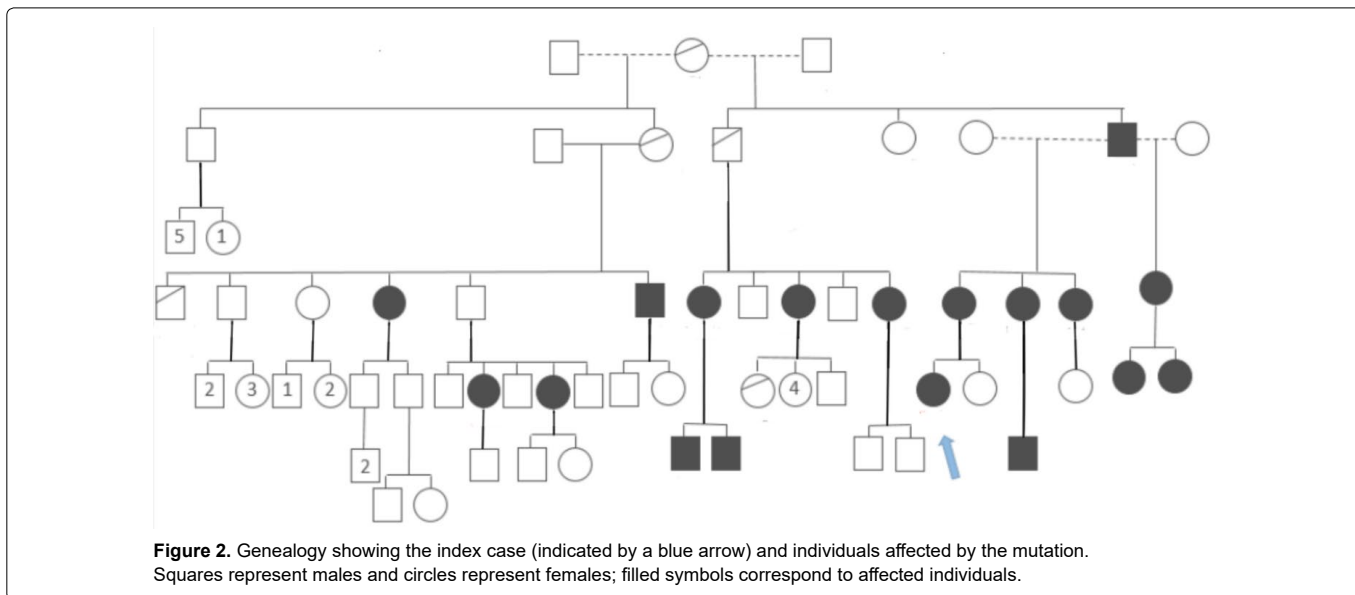 5 1
2 3 1 2 4
2
Figure 2. Genealogy showing the index case (indicated by a blue arrow) and individuals affected by the mutation.
Squares represent males and circles represent females; filled symbols correspond to affected individuals.